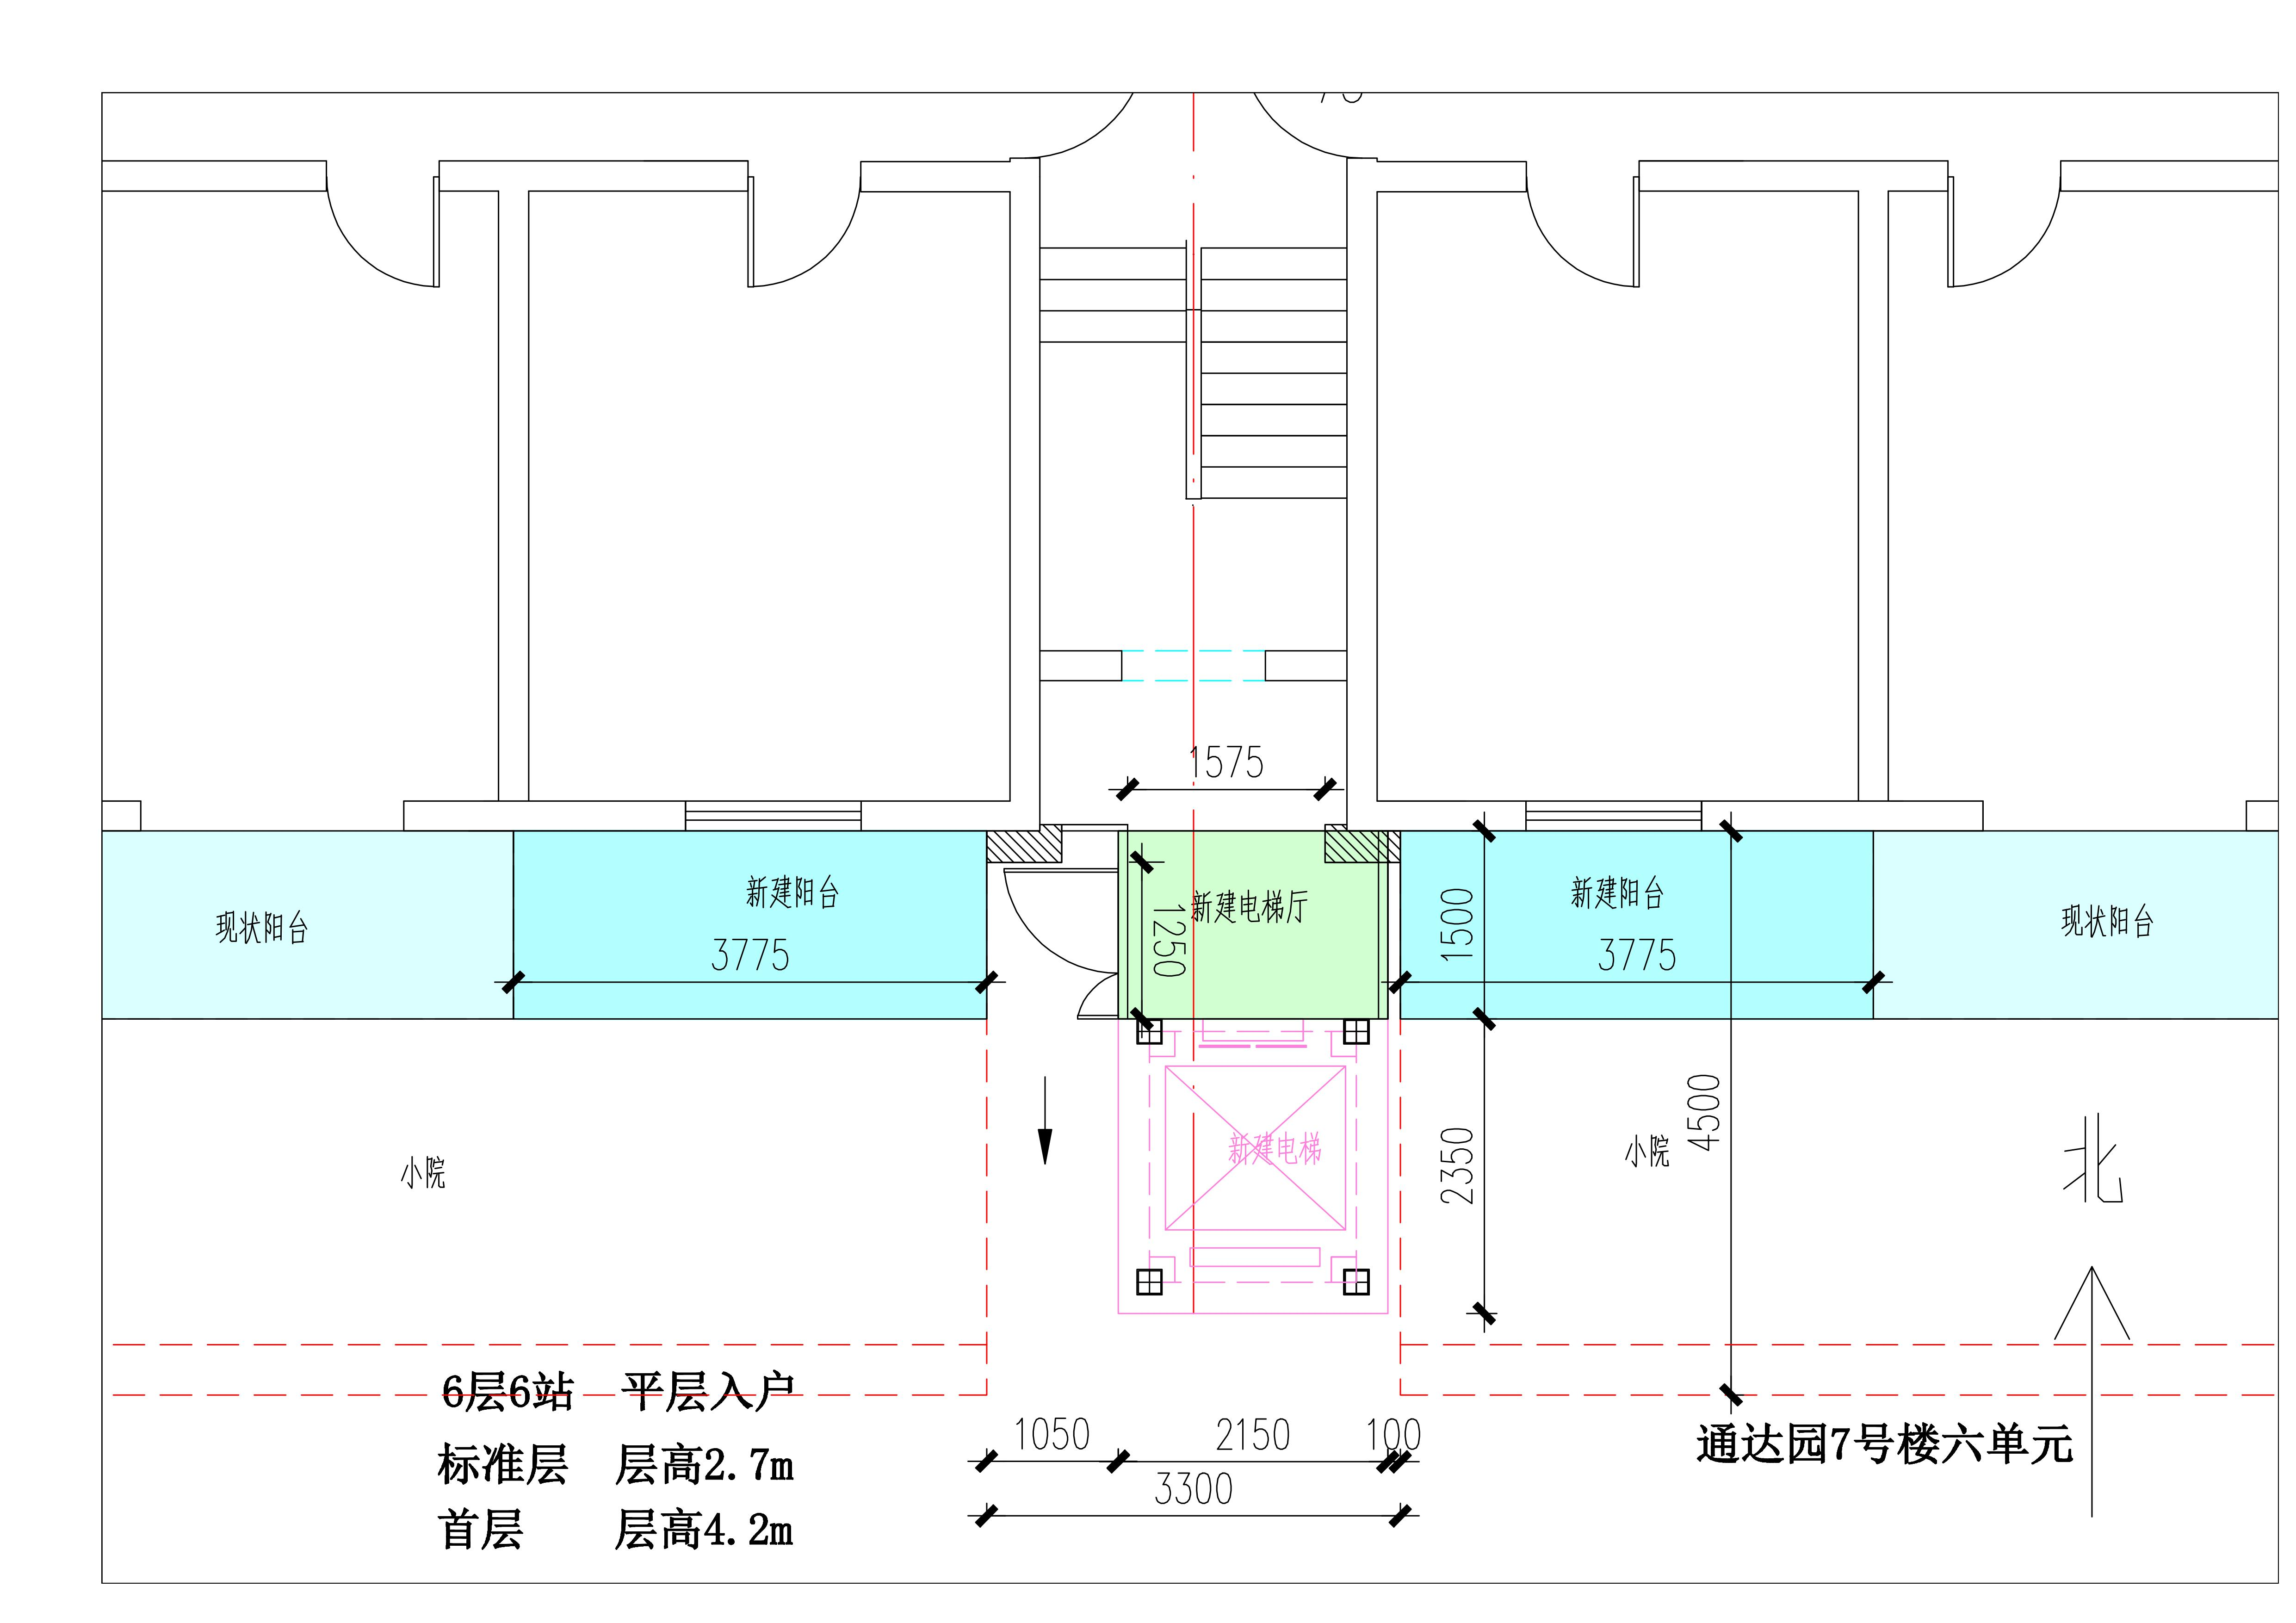 1575
新建阳台
新建电梯厅
新建阳台
现状阳台
现状阳台
3775
1250
1500
3775
小院
新建电梯
2350
小院
4500
北
6层6站 平层入户
标准层 层高2.7m
首层 层高4.2m
1050
2150
100
3300
通达园7号楼六单元